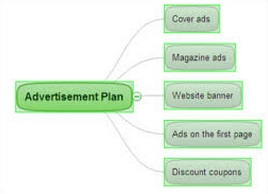 Cover ads
Magazine ads
Advertisement Plan
Website banner
Ads on the first page
Discount coupons